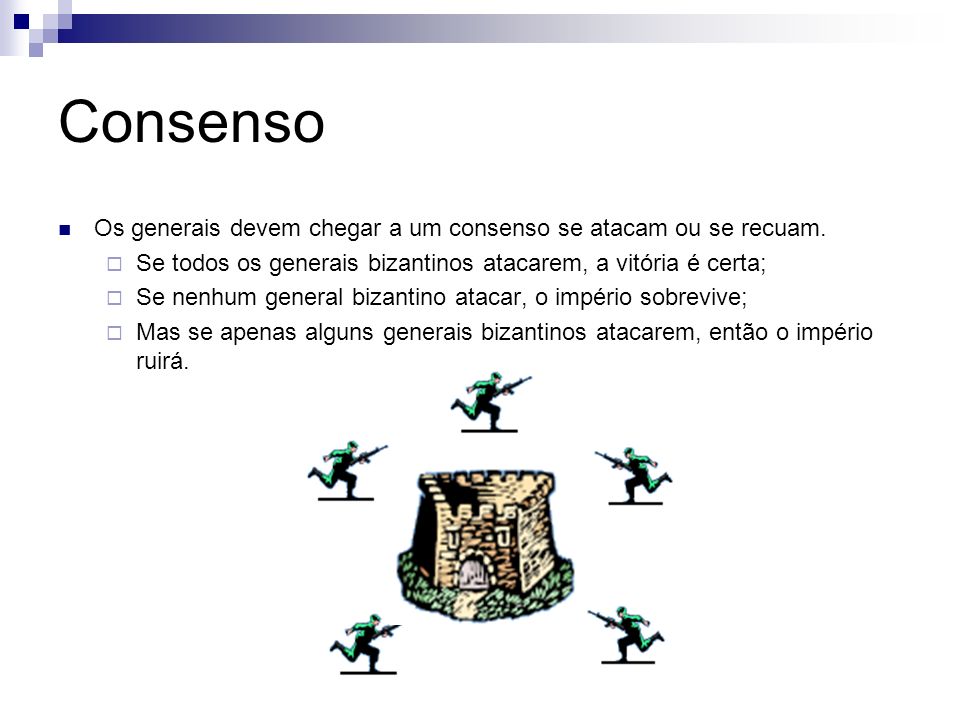 Consenso
Os generais devem chegar a um consenso se atacam ou se recuam.
Se todos os generais bizantinos atacarem, a vitória é certa;
Se nenhum general bizantino atacar, o império sobrevive;
Mas se apenas alguns generais bizantinos atacarem, então o império
ruirá.